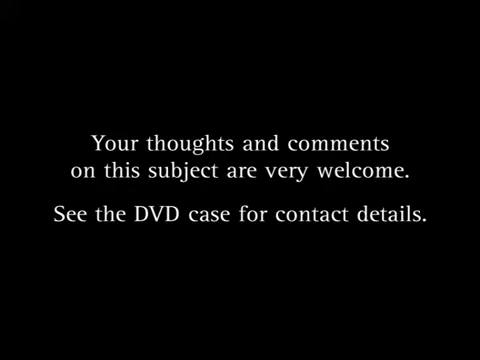 Your thoughts and comments
on this subject are very welcome.
See the DVD case for contact details.